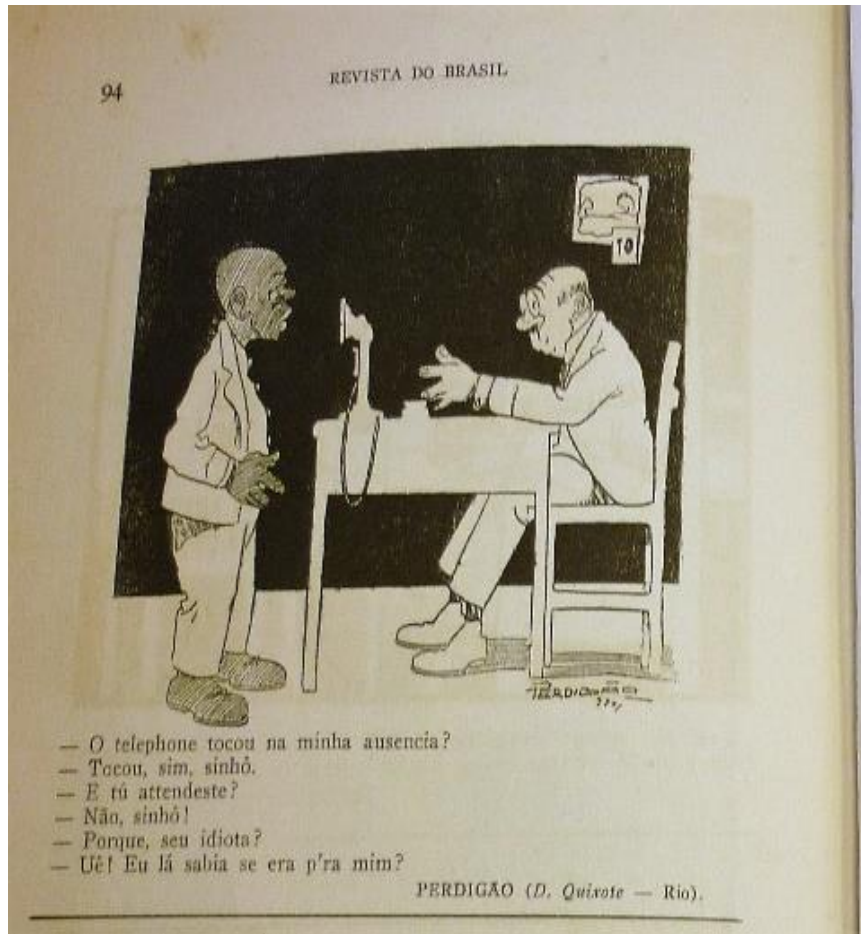 94
REVISTA DO BRASIL
10
PERDIGÃO
— O telephone tocou na minha ausencia?
— Tocou, sim, sinhô.
— E tú attendeste?
— Não, sinhô!
— Porque, seu idiota?
— Uê! Eu lá sabia se era p'ra mim?
PERDIGÃO (D. Quixote — Rio).